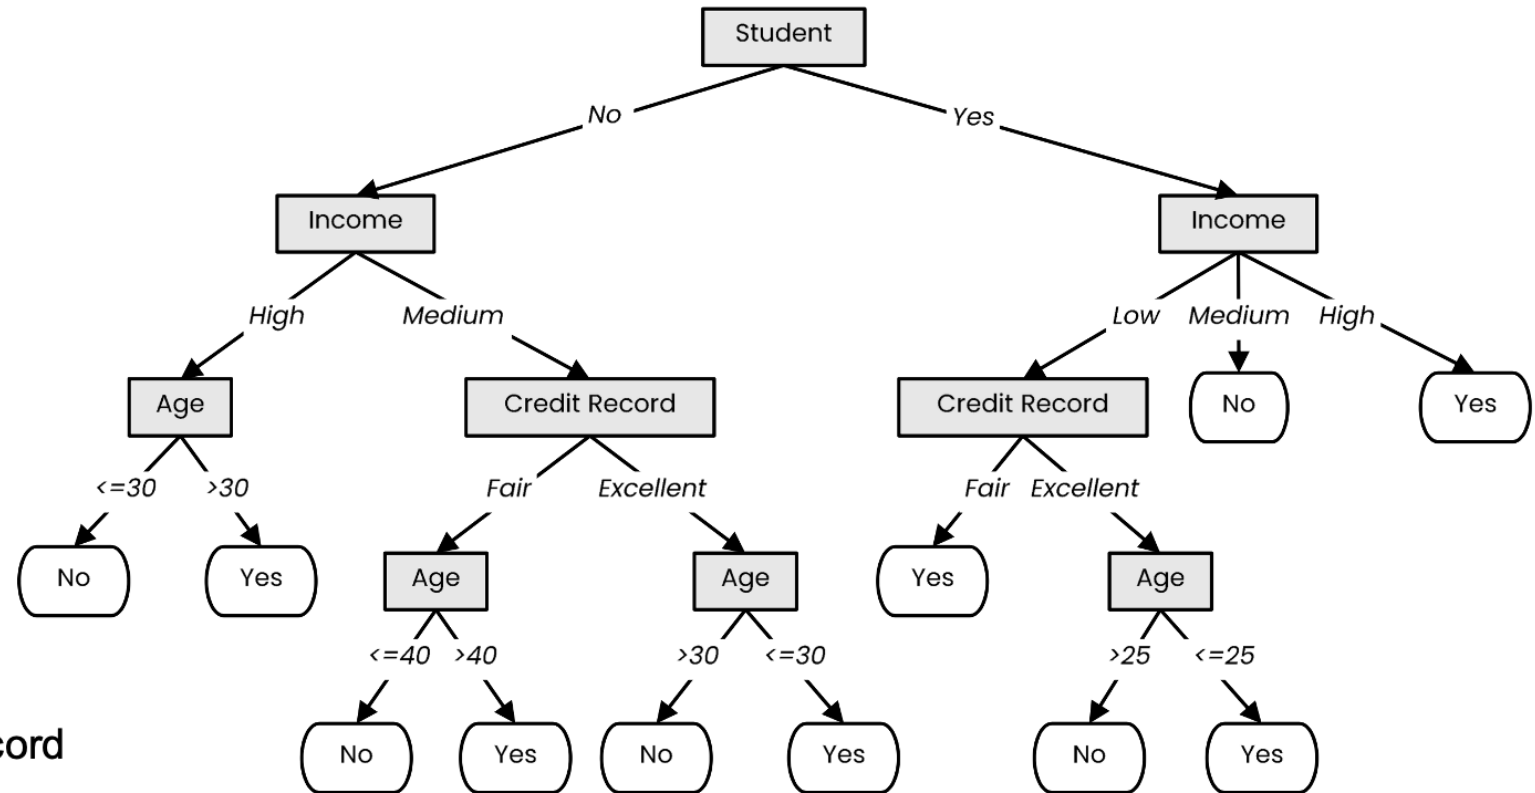 Student
No
Yes
Income
Income
High
Medium
Low
Medium
High
Age
Credit Record
Credit Record
No
Yes
<=30
>30
Fair
Excellent
Fair
Excellent
No
Yes
Age
Age
Yes
Age
<=40
>40
>30
<=30
>25
<=25
No
Yes
No
Yes
No
Yes
cord